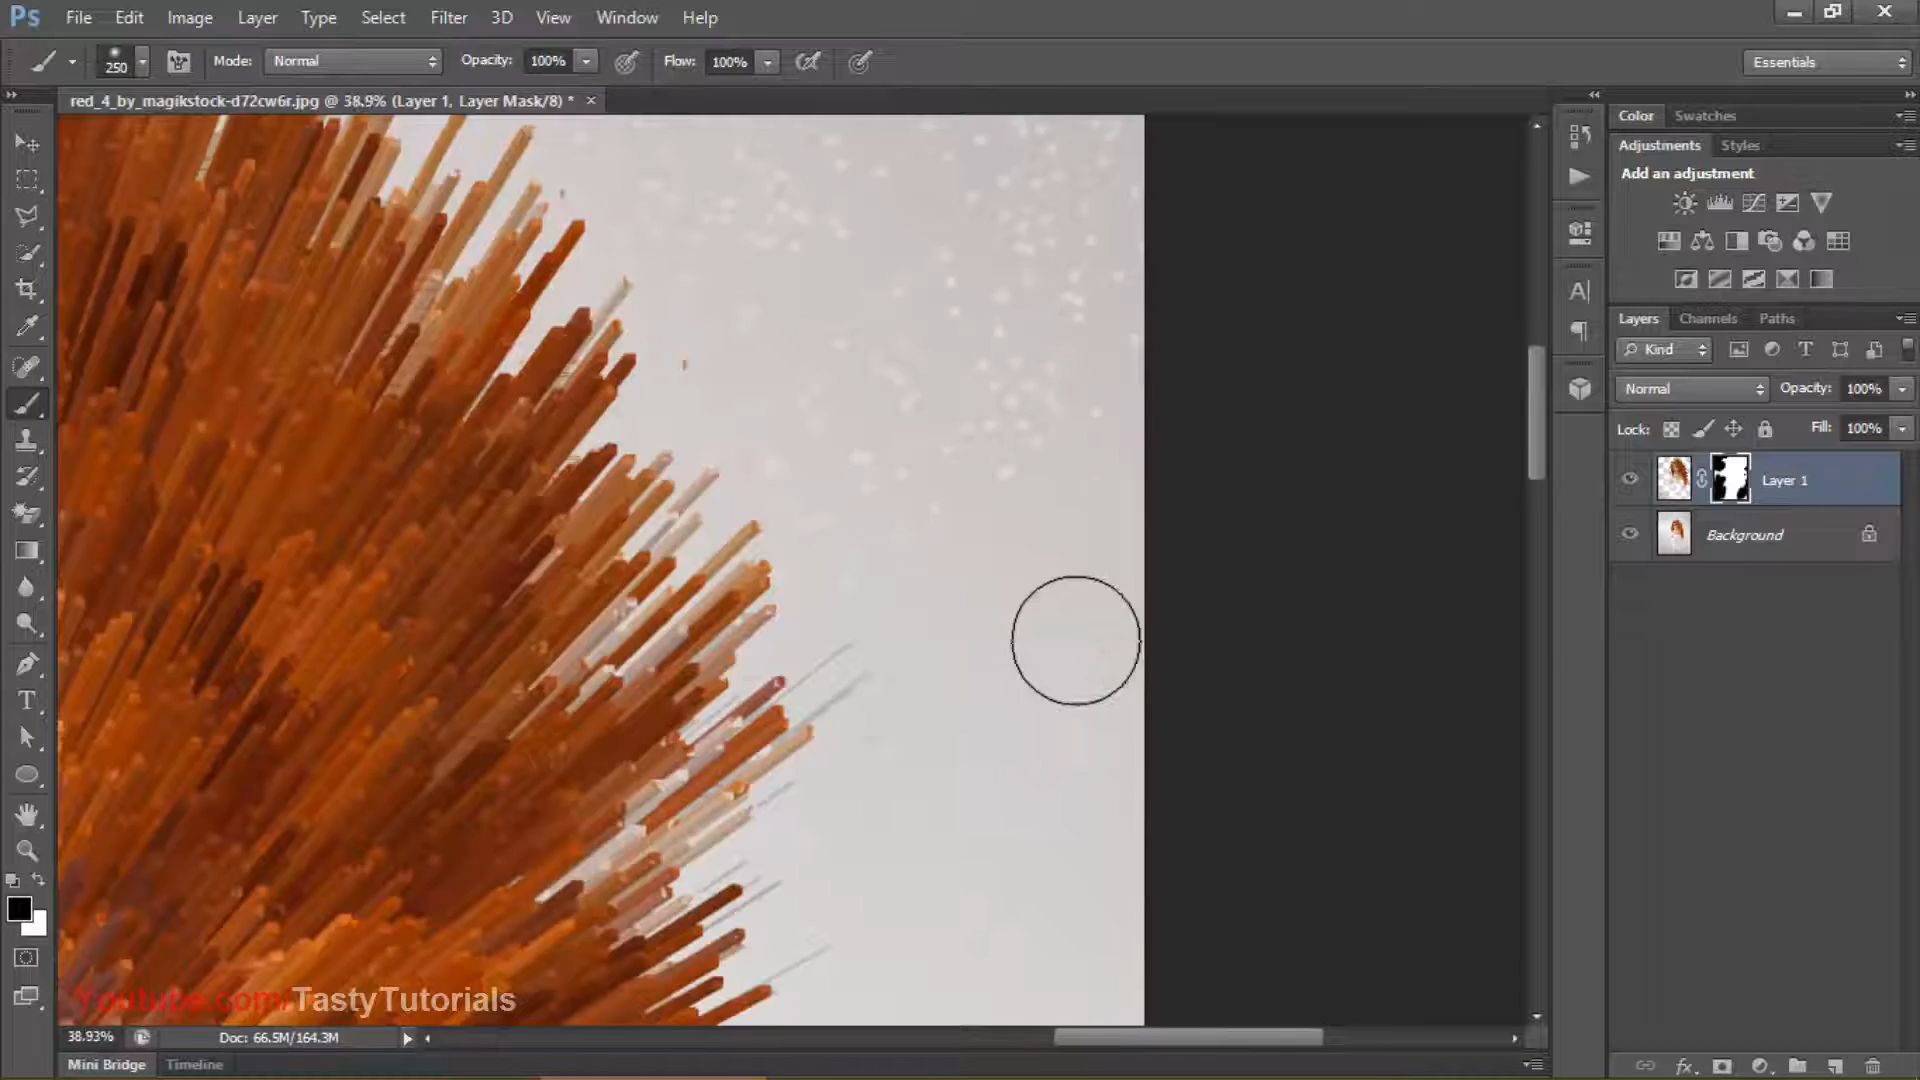 Ps File Edit Image Layer Type Select Filter 3D View Window Help
250 Mode: Normal Opacity: 100% Flow: 100% Essentials
red_4_by_magikstock-d72cw6r.jpg @ 38.9% (Layer 1, Layer Mask/8) *
Color Swatches
Adjustments Styles
Add an adjustment
Layers Channels Paths
Kind
Normal Opacity: 100%
Lock: Fill: 100%
Layer 1
Background
Youtube.com/TastyTutorials
38.93% Doc: 66.5M/164.3M
Mini Bridge Timeline